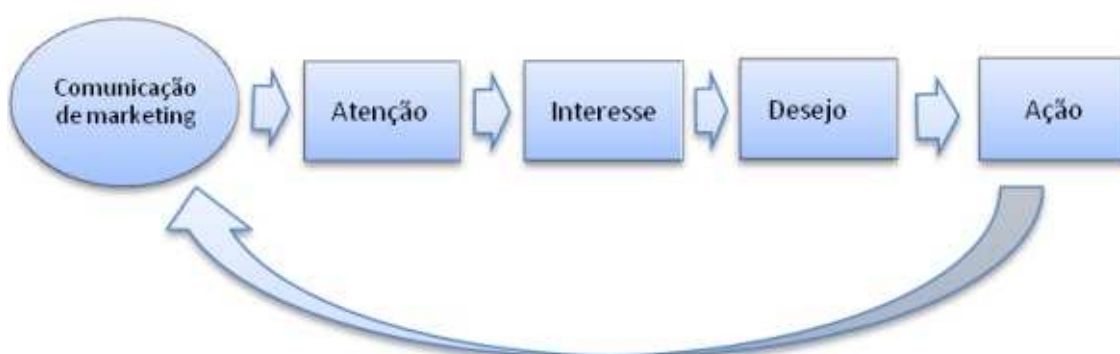 Comunicação
de marketing
Atenção
Interesse
Desejo
Ação